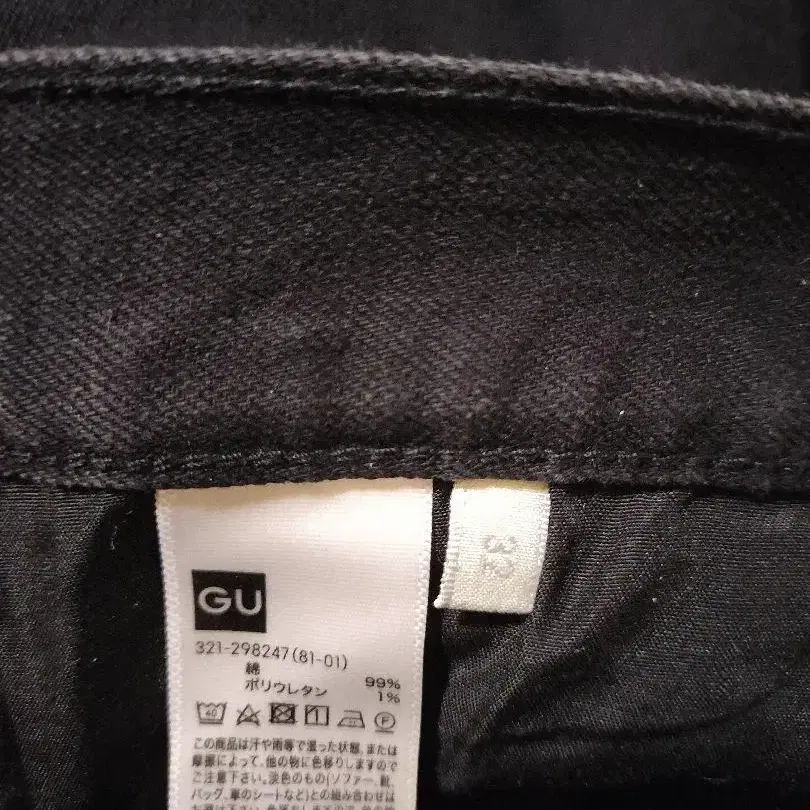 GU
321-298247(81-01)
綿 99%
ポリウレタン 1%
40
この商品は汗や雨等で湿った状態、または
摩擦によって、他の物に色移りしますので
ご注意下さい。淡色のもの(ソファー、靴、
バッグ、車のシートなど)との組み合わせは
32